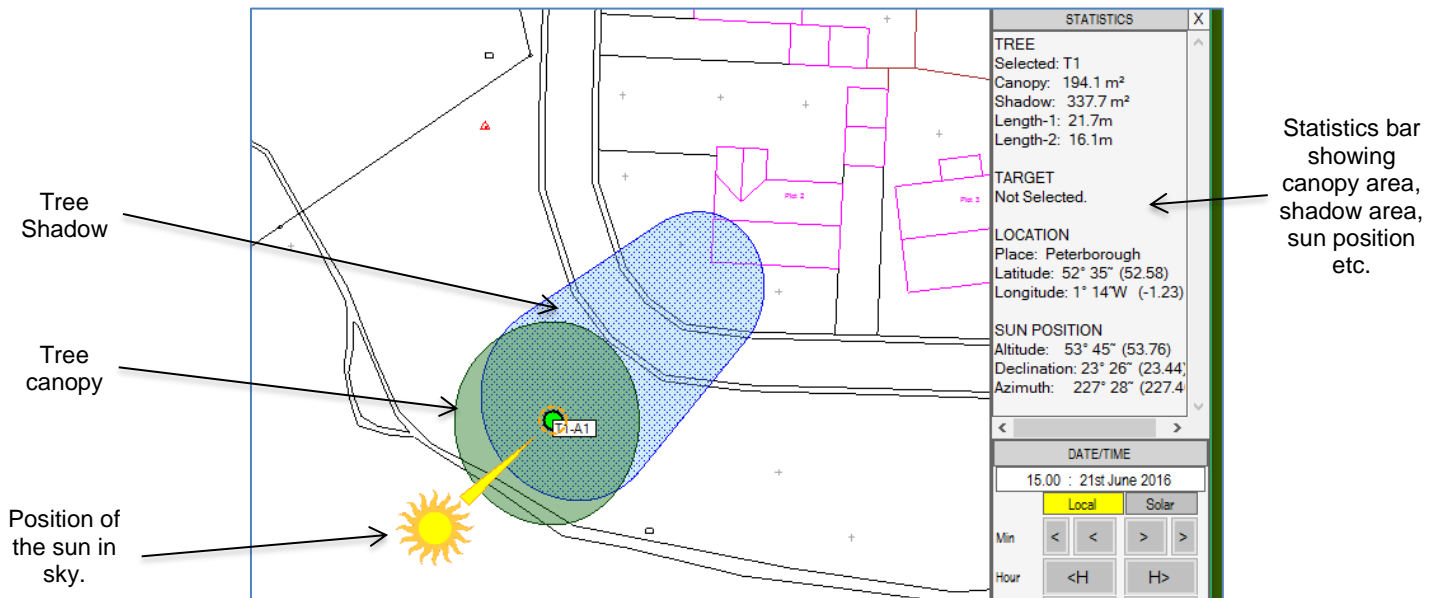 Tree
Shadow
Tree
canopy
Position of
the sun in
sky.
T1-A1
Plot 2
Plot 3
STATISTICS
X
TREE
Selected: T1
Canopy: 194.1 m²
Shadow: 337.7 m²
Length-1: 21.7m
Length-2: 16.1m
TARGET
Not Selected.
LOCATION
Place: Peterborough
Latitude: 52° 35˜ (52.58)
Longitude: 1° 14˜W (-1.23)
SUN POSITION
Altitude: 53° 45˜ (53.76)
Declination: 23° 26˜ (23.44)
Azimuth: 227° 28˜ (227.4
< >
DATE/TIME
15.00 : 21st June 2016
Local Solar
Min < < > >
Hour <H H>
Statistics bar
showing
canopy area,
shadow area,
sun position
etc.